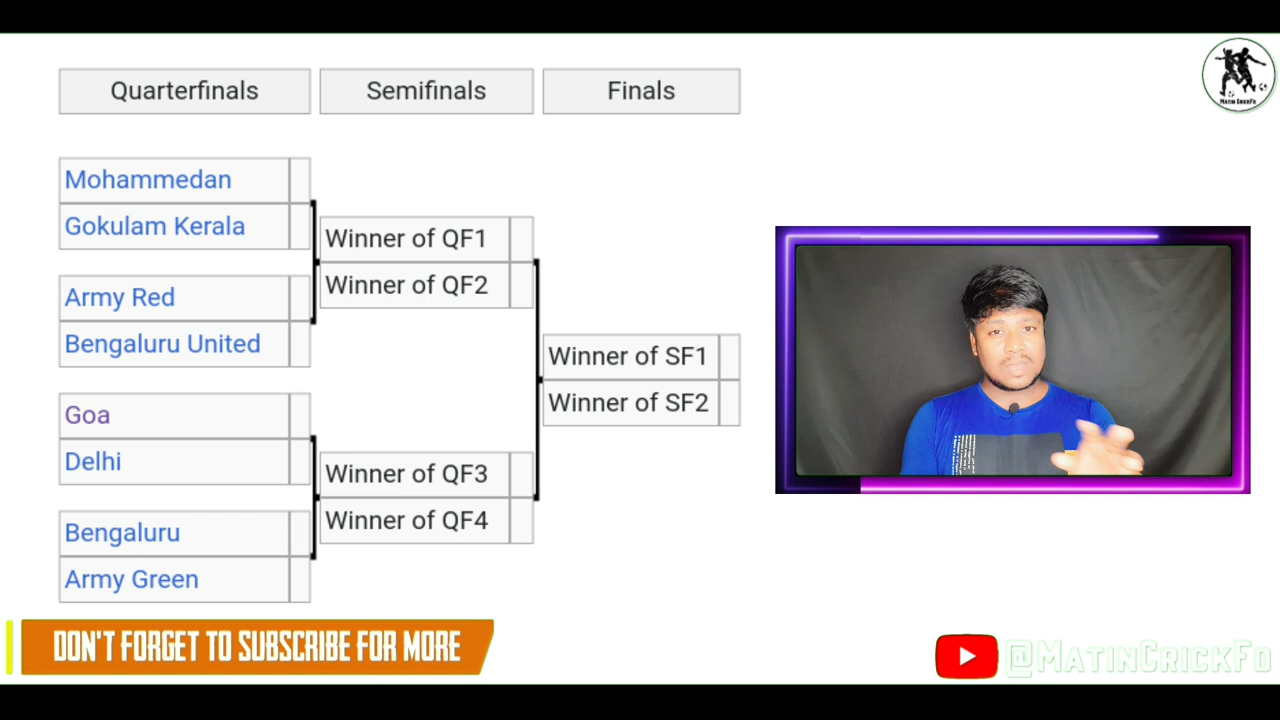 Quarterfinals Semifinals Finals
Mohammedan
Gokulam Kerala
Winner of QF1
Winner of QF2
Army Red
Bengaluru United
Winner of SF1
Winner of SF2
Goa
Delhi
Winner of QF3
Winner of QF4
Bengaluru
Army Green
DON'T FORGET TO SUBSCRIBE FOR MORE
MATIN CRICKFO
@MATINCRICKFO